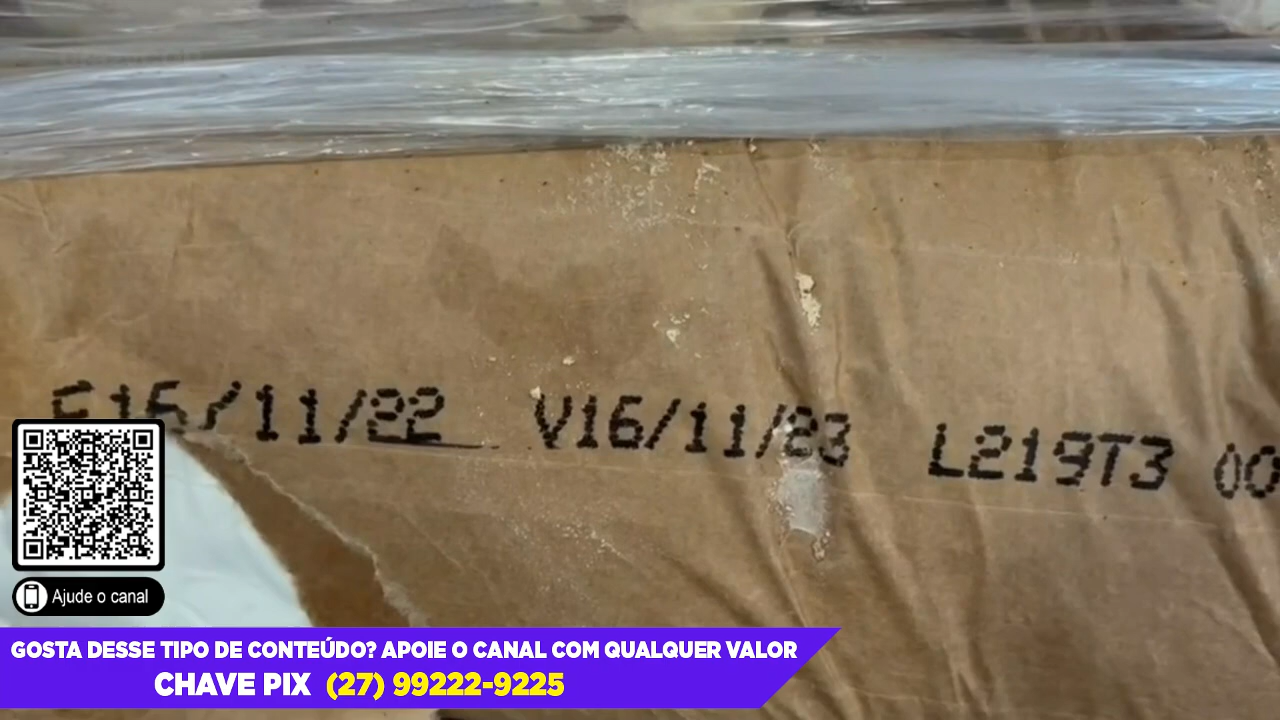 F16/11/22 V16/11/23 L219T3 00
Ajude o canal
GOSTA DESSE TIPO DE CONTEÚDO? APOIE O CANAL COM QUALQUER VALOR
CHAVE PIX (27) 99222-9225